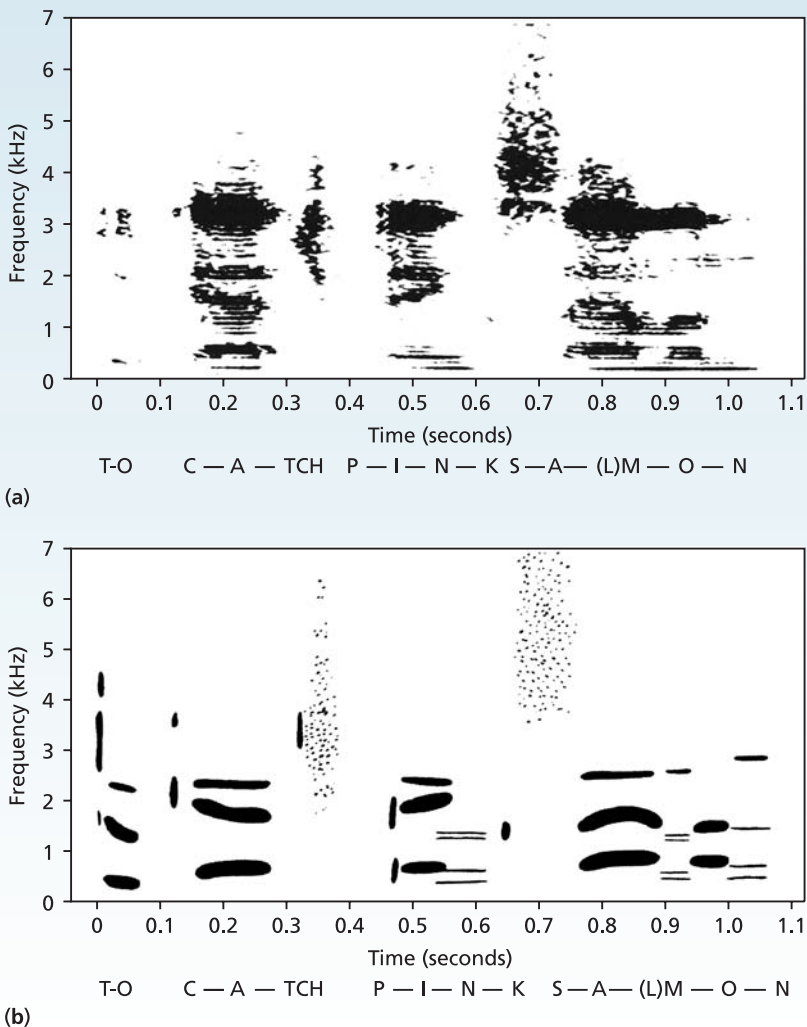 7
6
5
4
3
2
1
0
Frequency (kHz)
0 0.1 0.2 0.3 0.4 0.5 0.6 0.7 0.8 0.9 1.0 1.1
Time (seconds)
T-O C — A — TCH P — I — N — K S — A — (L)M — O — N
(a)
7
6
5
4
3
2
1
0
Frequency (kHz)
0 0.1 0.2 0.3 0.4 0.5 0.6 0.7 0.8 0.9 1.0 1.1
Time (seconds)
T-O C — A — TCH P — I — N — K S — A — (L)M — O — N
(b)